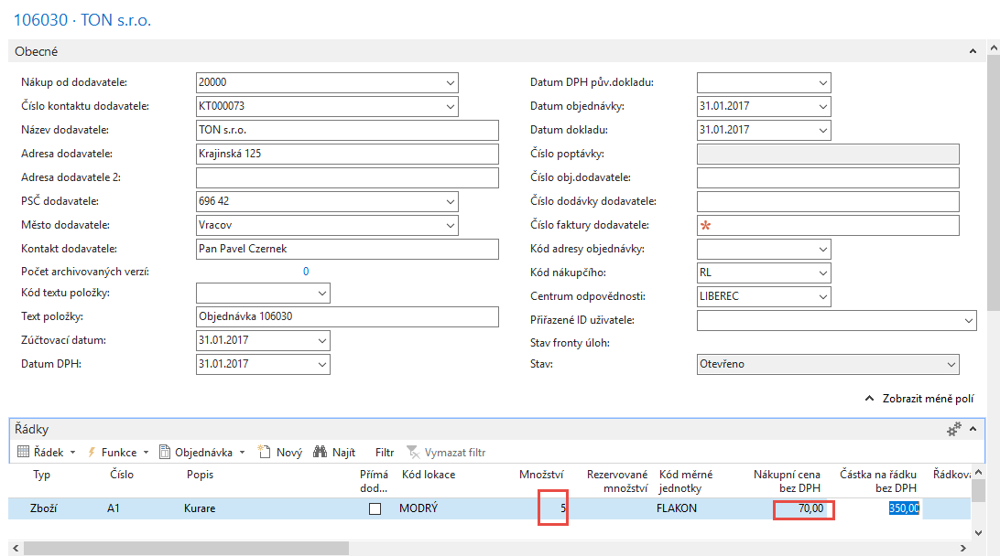 106030 · TON s.r.o.
Obecné
Nákup od dodavatele: 20000
Číslo kontaktu dodavatele: KT000073
Název dodavatele: TON s.r.o.
Adresa dodavatele: Krajinská 125
Adresa dodavatele 2:
PSČ dodavatele: 696 42
Město dodavatele: Vracov
Kontakt dodavatele: Pan Pavel Czernek
Počet archivovaných verzí: 0
Kód textu položky:
Text položky: Objednávka 106030
Zúčtovací datum: 31.01.2017
Datum DPH: 31.01.2017
Datum DPH pův.dokladu:
Datum objednávky: 31.01.2017
Datum dokladu: 31.01.2017
Číslo poptávky:
Číslo obj.dodavatele:
Číslo dodávky dodavatele:
Číslo faktury dodavatele: *
Kód adresy objednávky:
Kód nákupčího: RL
Centrum odpovědnosti: LIBEREC
Přiřazené ID uživatele:
Stav fronty úloh:
Stav: Otevřeno
Zobrazit méně polí
Řádky
Řádek Funkce Objednávka Nový Najít Filtr Vymazat filtr
Typ Číslo Popis Přímá Kód lokace Množství Rezervované Kód měrné Nákupní cena Částka na řádku Řádkova
dod... množství jednotky bez DPH bez DPH
Zboží A1 Kurare MODRÝ 5 FLAKON 70,00 350,00